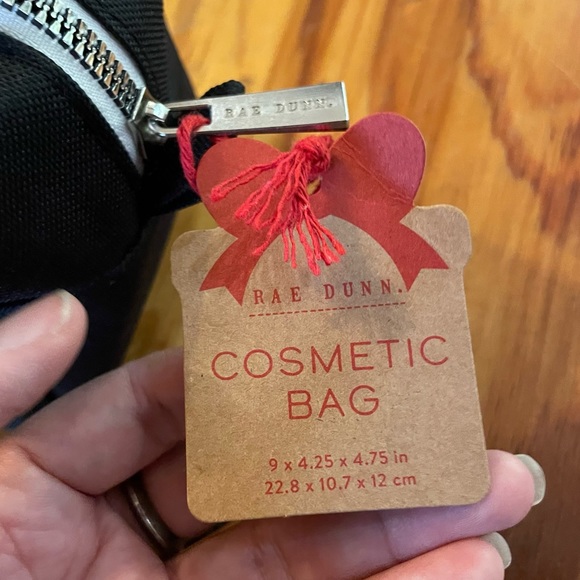 RAE DUNN.
RAE DUNN.
COSMETIC
BAG
9 x 4.25 x 4.75 in
22.8 x 10.7 x 12 cm